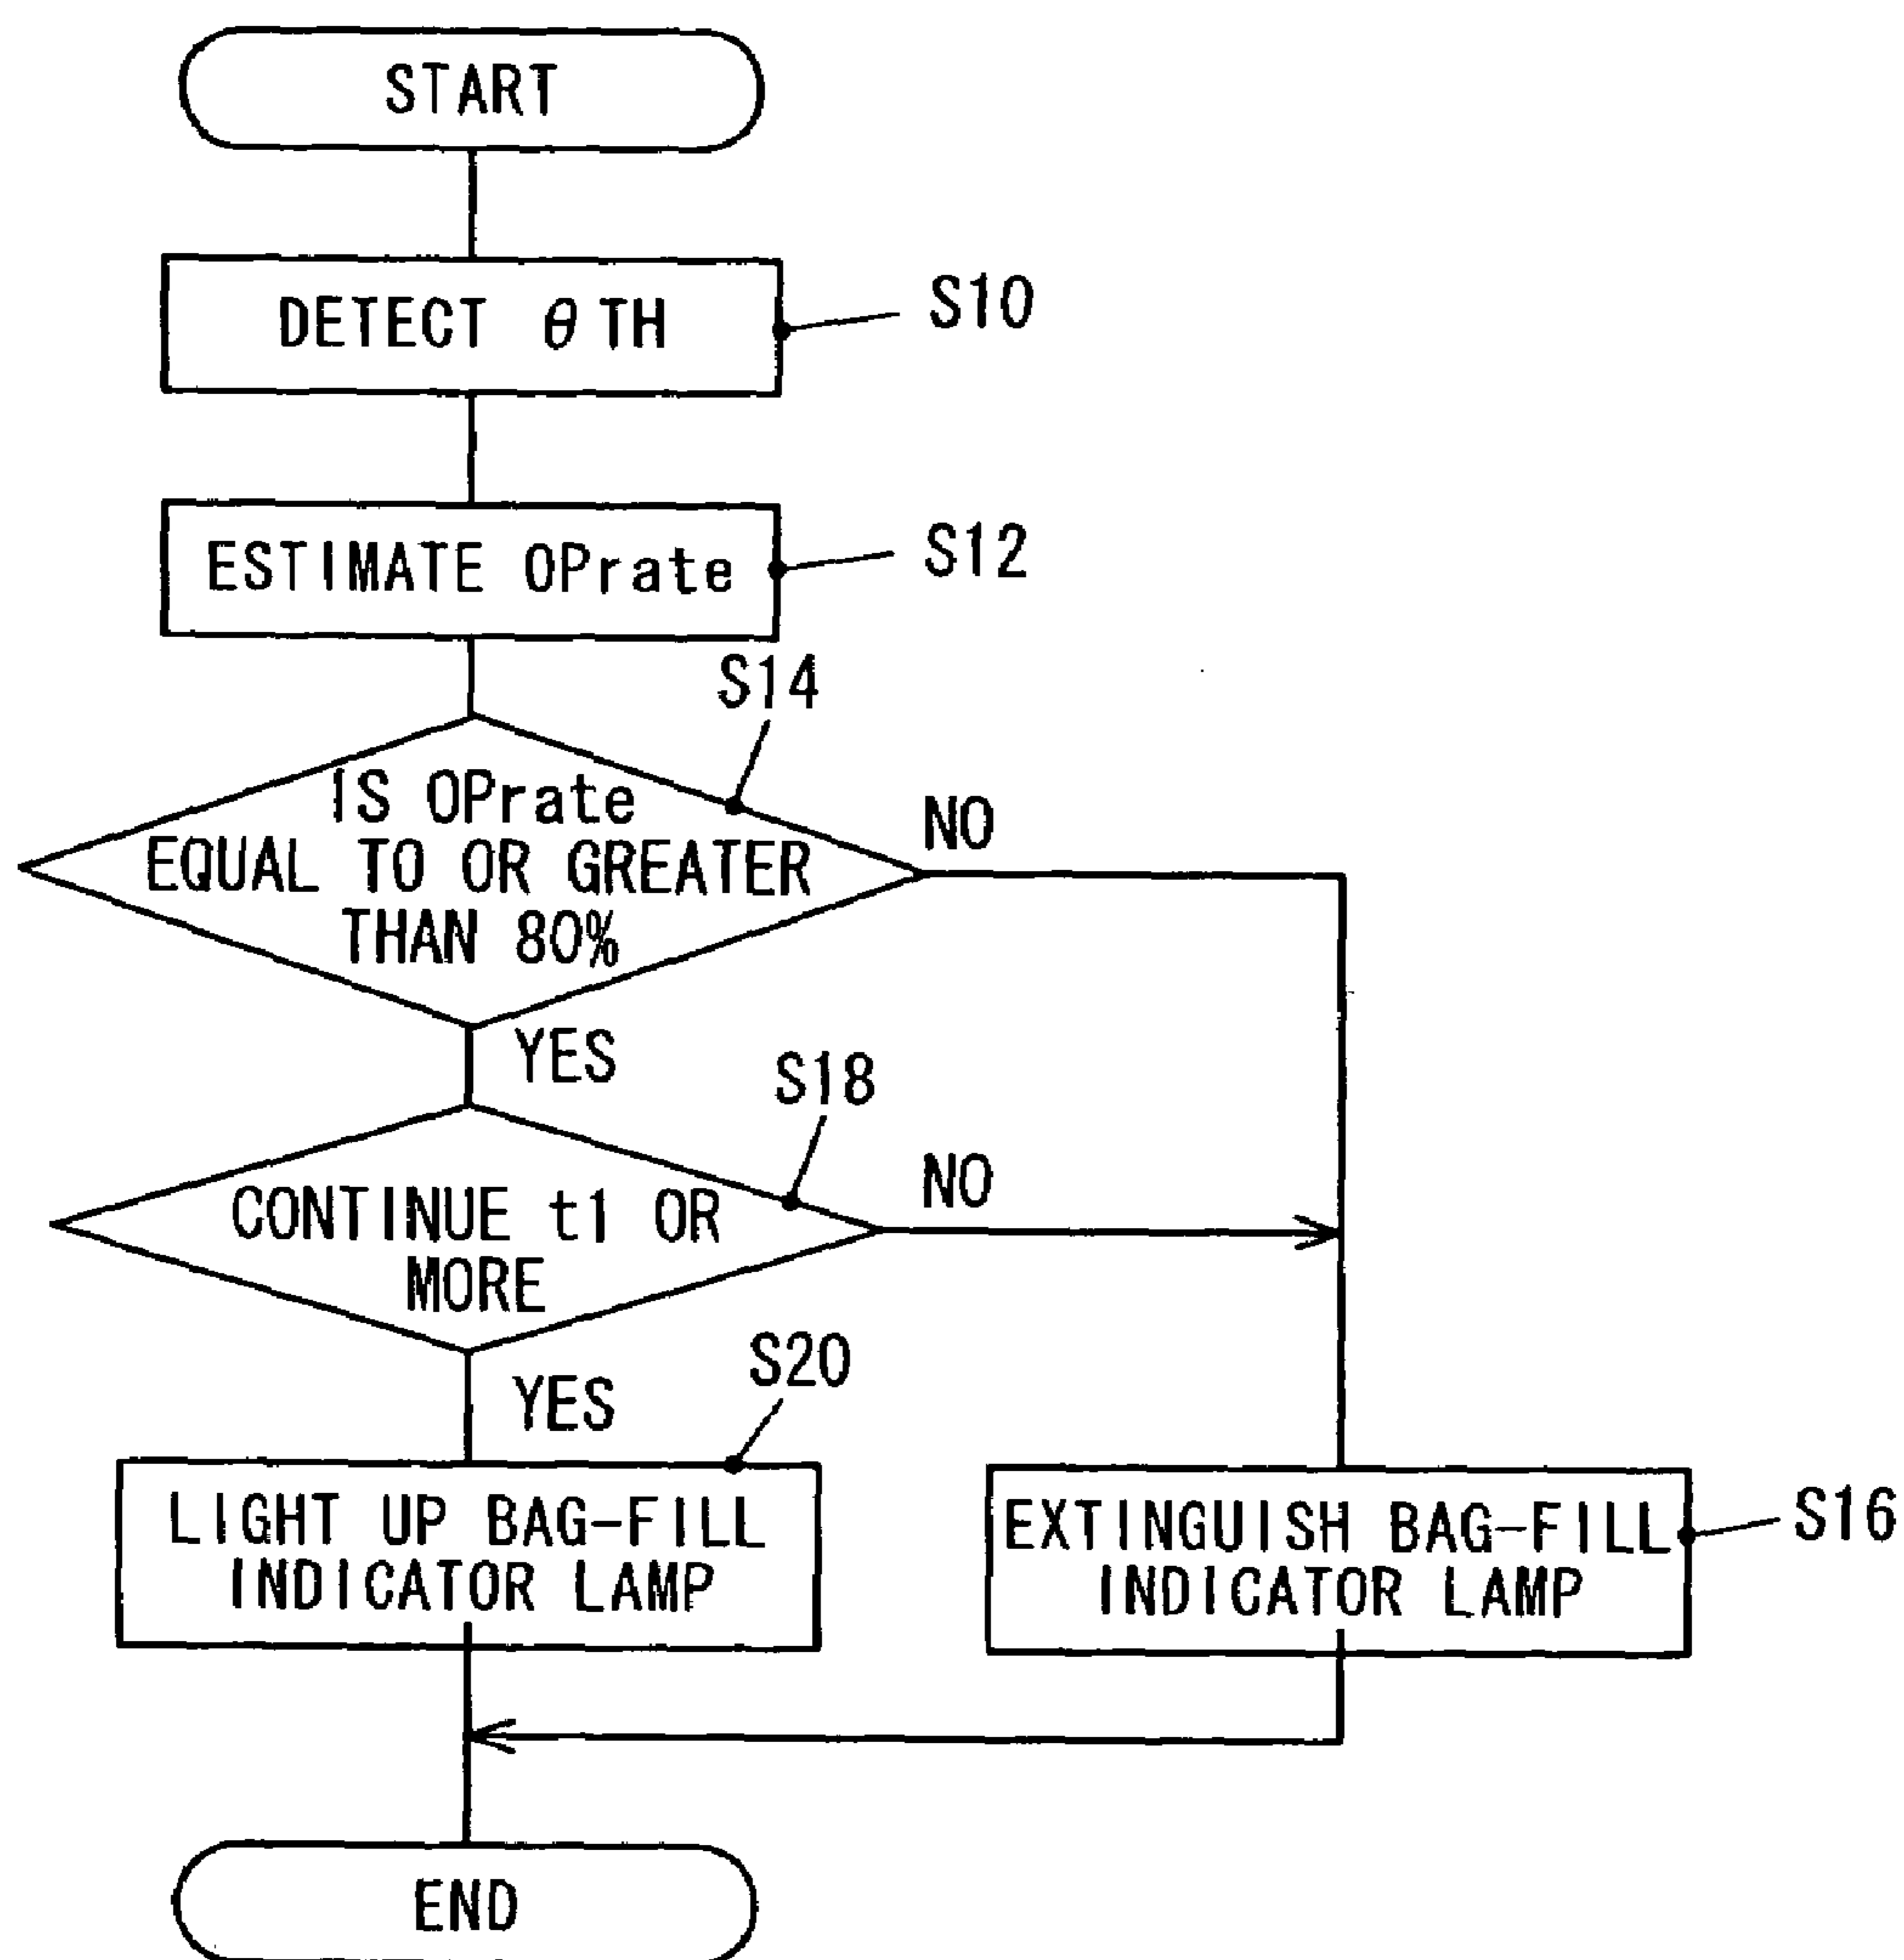 START
DETECT θTH
S10
ESTIMATE OPrate
S12
S14
IS OPrate
EQUAL TO OR GREATER
THAN 80%
NO
YES
S18
CONTINUE t1 OR
MORE
NO
YES
S20
LIGHT UP BAG-FILL
INDICATOR LAMP
EXTINGUISH BAG-FILL
INDICATOR LAMP
S16
END